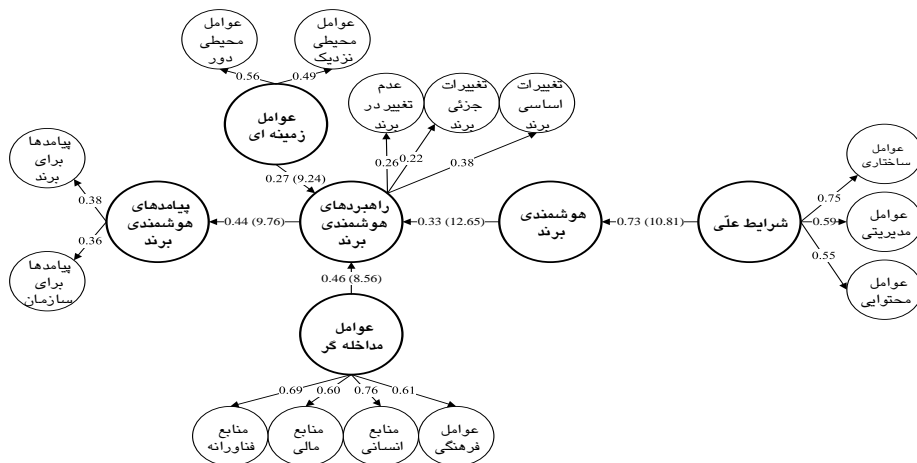 عوامل
محیطی
دور
عوامل
محیطی
نزدیک
0.56
0.49
عوامل
زمینه ای
عدم
تغییر در
برند
تغییرات
جزئی
برند
تغییرات
اساسی
برند
0.26
0.22
0.38
0.27 (9.24)
پیامدها
برای
برند
پیامدها
برای
سازمان
0.38
0.36
پیامدهای
هوشمندی
برند
0.44 (9.76)
راهبردهای
هوشمندی
برند
0.33 (12.65)
هوشمندی
برند
0.73 (10.81)
شرایط علّی
0.75
0.59
0.55
عوامل
ساختاری
عوامل
مدیریتی
عوامل
محتوایی
0.46 (8.56)
عوامل
مداخله گر
0.69
0.60
0.76
0.61
منابع
فناورانه
منابع
مالی
منابع
انسانی
عوامل
فرهنگی